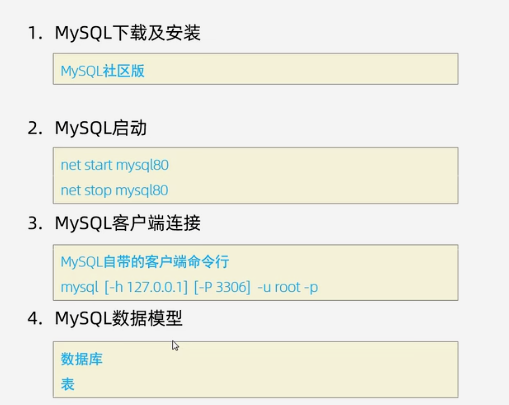 1. MySQL下载及安装
MySQL社区版
2. MySQL启动
net start mysql80
net stop mysql80
3. MySQL客户端连接
MySQL自带的客户端命令行
mysql [-h 127.0.0.1] [-P 3306] -u root -p
4. MySQL数据模型
数据库
表